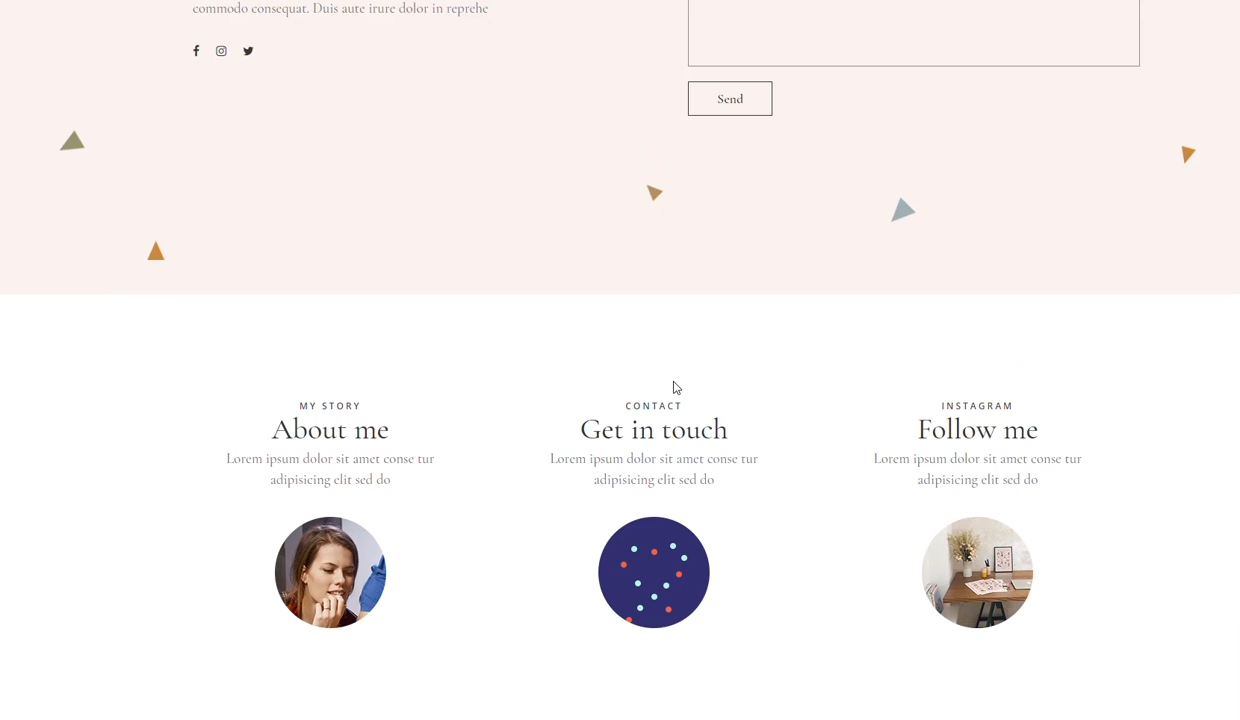 commodo consequat. Duis aute irure dolor in reprehe
Send
MY STORY
About me
Lorem ipsum dolor sit amet conse tur
adipisicing elit sed do
CONTACT
Get in touch
Lorem ipsum dolor sit amet conse tur
adipisicing elit sed do
INSTAGRAM
Follow me
Lorem ipsum dolor sit amet conse tur
adipisicing elit sed do